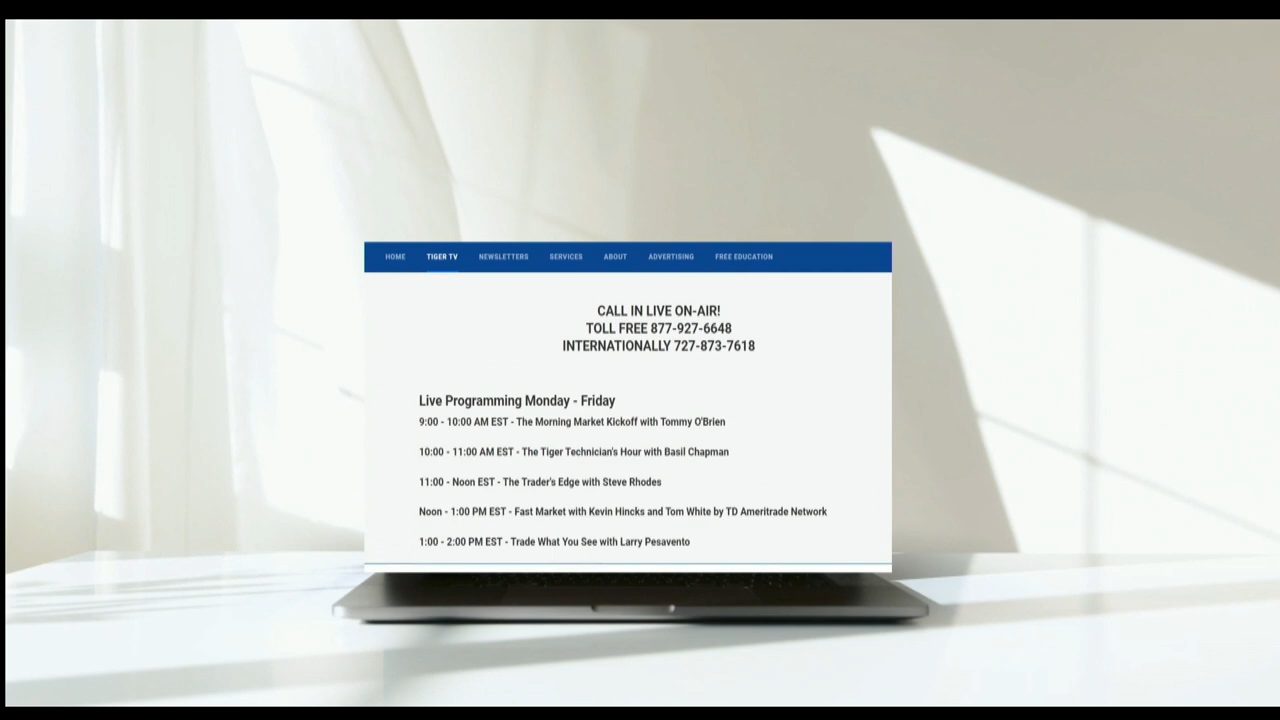 HOME TIGER TV NEWSLETTERS SERVICES ABOUT ADVERTISING FREE EDUCATION
CALL IN LIVE ON-AIR!
TOLL FREE 877-927-6648
INTERNATIONALLY 727-873-7618
Live Programming Monday - Friday
9:00 - 10:00 AM EST - The Morning Market Kickoff with Tommy O'Brien
10:00 - 11:00 AM EST - The Tiger Technician's Hour with Basil Chapman
11:00 - Noon EST - The Trader's Edge with Steve Rhodes
Noon - 1:00 PM EST - Fast Market with Kevin Hincks and Tom White by TD Ameritrade Network
1:00 - 2:00 PM EST - Trade What You See with Larry Pesavento